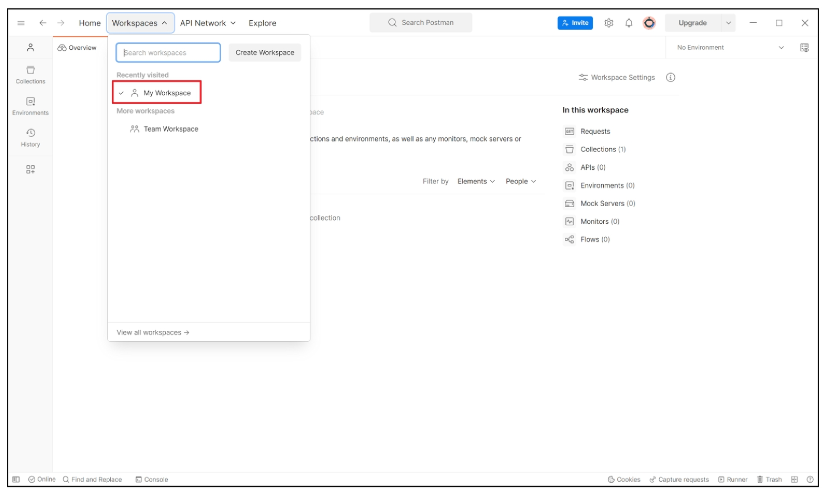 Home Workspaces API Network Explore Search Postman Invite Upgrade
Overview No Environment
Search workspaces Create Workspace
Recently visited
My Workspace
More workspaces
Team Workspace
View all workspaces →
Collections
Environments
History
Workspace Settings
pace
ctions and environments, as well as any monitors, mock servers or
Filter by Elements People
collection
In this workspace
Requests
Collections (1)
APIs (0)
Environments (0)
Mock Servers (0)
Monitors (0)
Flows (0)
Online Find and Replace Console Cookies Capture requests Runner Trash